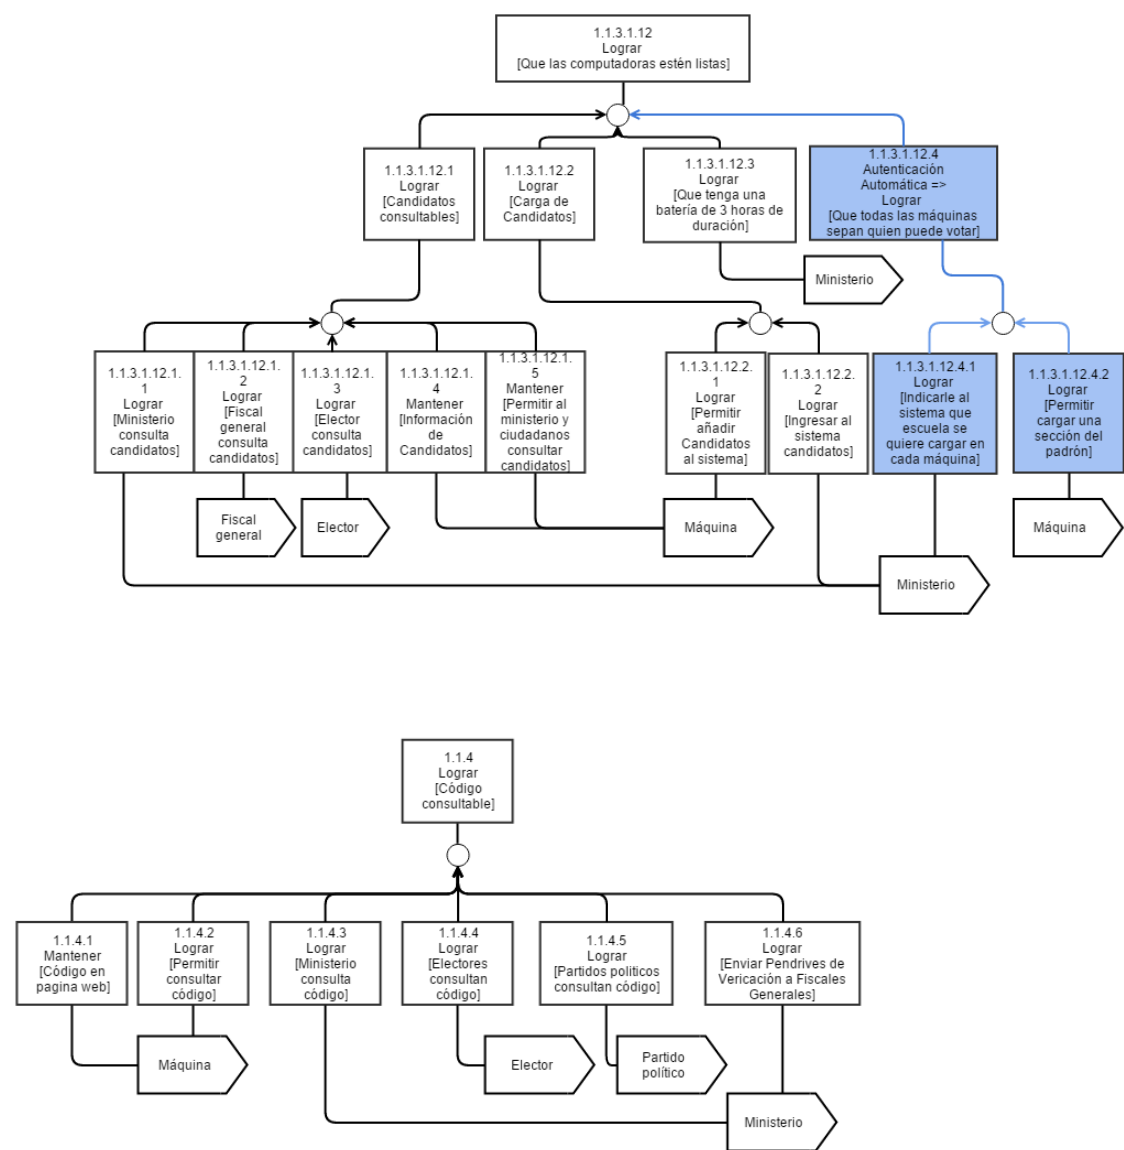 1.1.3.1.12
Lograr
[Que las computadoras estén listas]
1.1.3.1.12.1
Lograr
[Candidatos
consultables]
1.1.3.1.12.2
Lograr
[Carga de
Candidatos]
1.1.3.1.12.3
Lograr
[Que tenga una
batería de 3 horas de
duración]
1.1.3.1.12.4
Autenticación
Automática =>
Lograr
[Que todas las máquinas
sepan quien puede votar]
Ministerio
1.1.3.1.12.1.
1
Lograr
[Ministerio
consulta
candidatos]
1.1.3.1.12.1.
2
Lograr
[Fiscal
general
consulta
candidatos]
1.1.3.1.12.1.
3
Lograr
[Elector
consulta
candidatos]
1.1.3.1.12.1.
4
Mantener
[Información
de
Candidatos]
1.1.3.1.12.1.
5
Mantener
[Permitir al
ministerio y
ciudadanos
consultar
candidatos]
1.1.3.1.12.2.
1
Lograr
[Permitir
añadir
Candidatos
al sistema]
1.1.3.1.12.2.
2
Lograr
[Ingresar al
sistema
candidatos]
1.1.3.1.12.4.1
Lograr
[Indicarle al
sistema que
escuela se
quiere cargar en
cada máquina]
1.1.3.1.12.4.2
Lograr
[Permitir
cargar una
sección del
padrón]
Fiscal
general
Elector
Máquina
Máquina
Ministerio
1.1.4
Lograr
[Código
consultable]
1.1.4.1
Mantener
[Código en
pagina web]
1.1.4.2
Lograr
[Permitir
consultar
código]
1.1.4.3
Lograr
[Ministerio
consulta
código]
1.1.4.4
Lograr
[Electores
consultan
código]
1.1.4.5
Lograr
[Partidos politicos
consultan código]
1.1.4.6
Lograr
[Enviar Pendrives de
Vericación a Fiscales
Generales]
Máquina
Elector
Partido
político
Ministerio